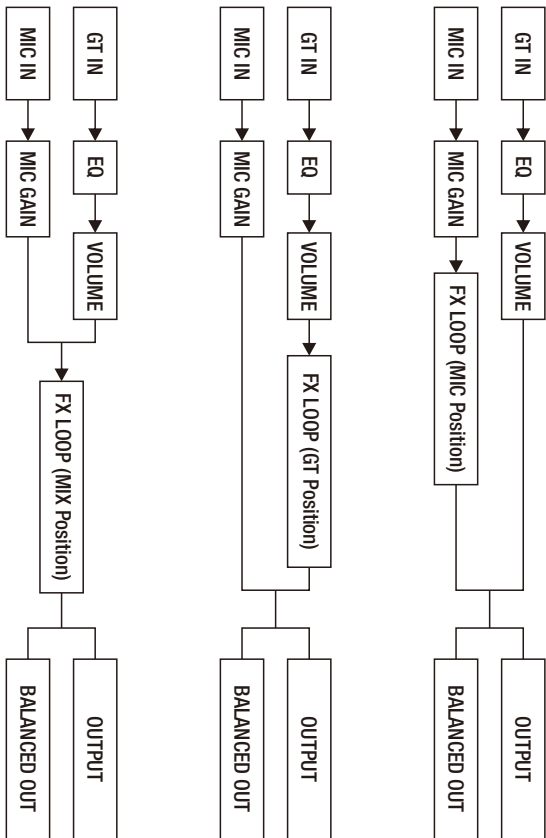 GT IN
EQ
VOLUME
OUTPUT
MIC IN
MIC GAIN
FX LOOP (MIC Position)
BALANCED OUT
GT IN
EQ
VOLUME
FX LOOP (GT Position)
OUTPUT
MIC IN
MIC GAIN
BALANCED OUT
GT IN
EQ
VOLUME
OUTPUT
MIC IN
MIC GAIN
FX LOOP (MIX Position)
BALANCED OUT